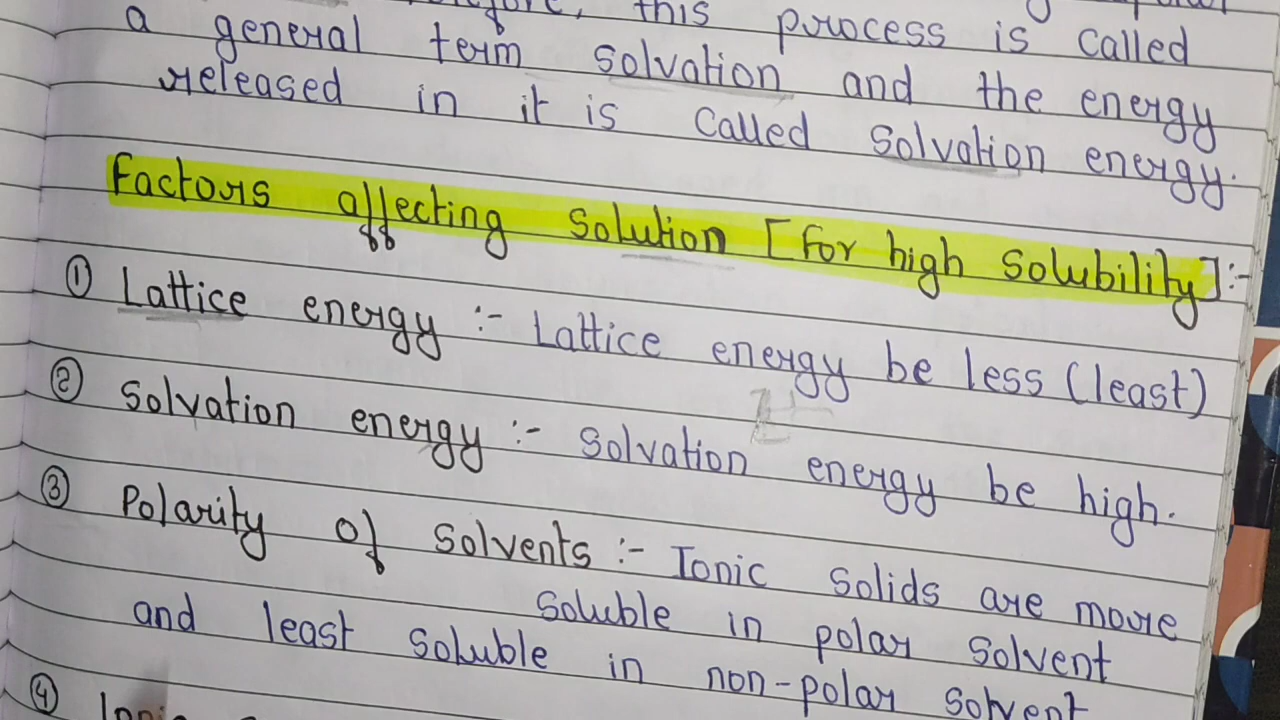 this process is called
a general term solvation and the energy
released in it is called solvation energy.
Factors affecting solution [for high solubility]:-
① Lattice energy :- Lattice energy be less (least)
② Solvation energy :- Solvation energy be high.
③ Polarity of solvents :- Ionic solids are more
soluble in polar solvent
and least soluble in non-polar solvent
④